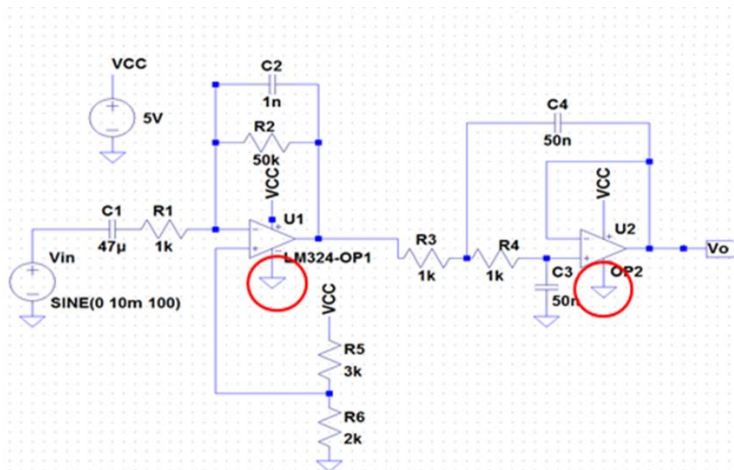 VCC
5V
C2
1n
R2
50k
VCC
U1
LM324-OP1
C1
47µ
R1
1k
Vin
SINE(0 10m 100)
VCC
R5
3k
R6
2k
R3
1k
R4
1k
C4
50n
VCC
U2
OP2
C3
50n
Vo